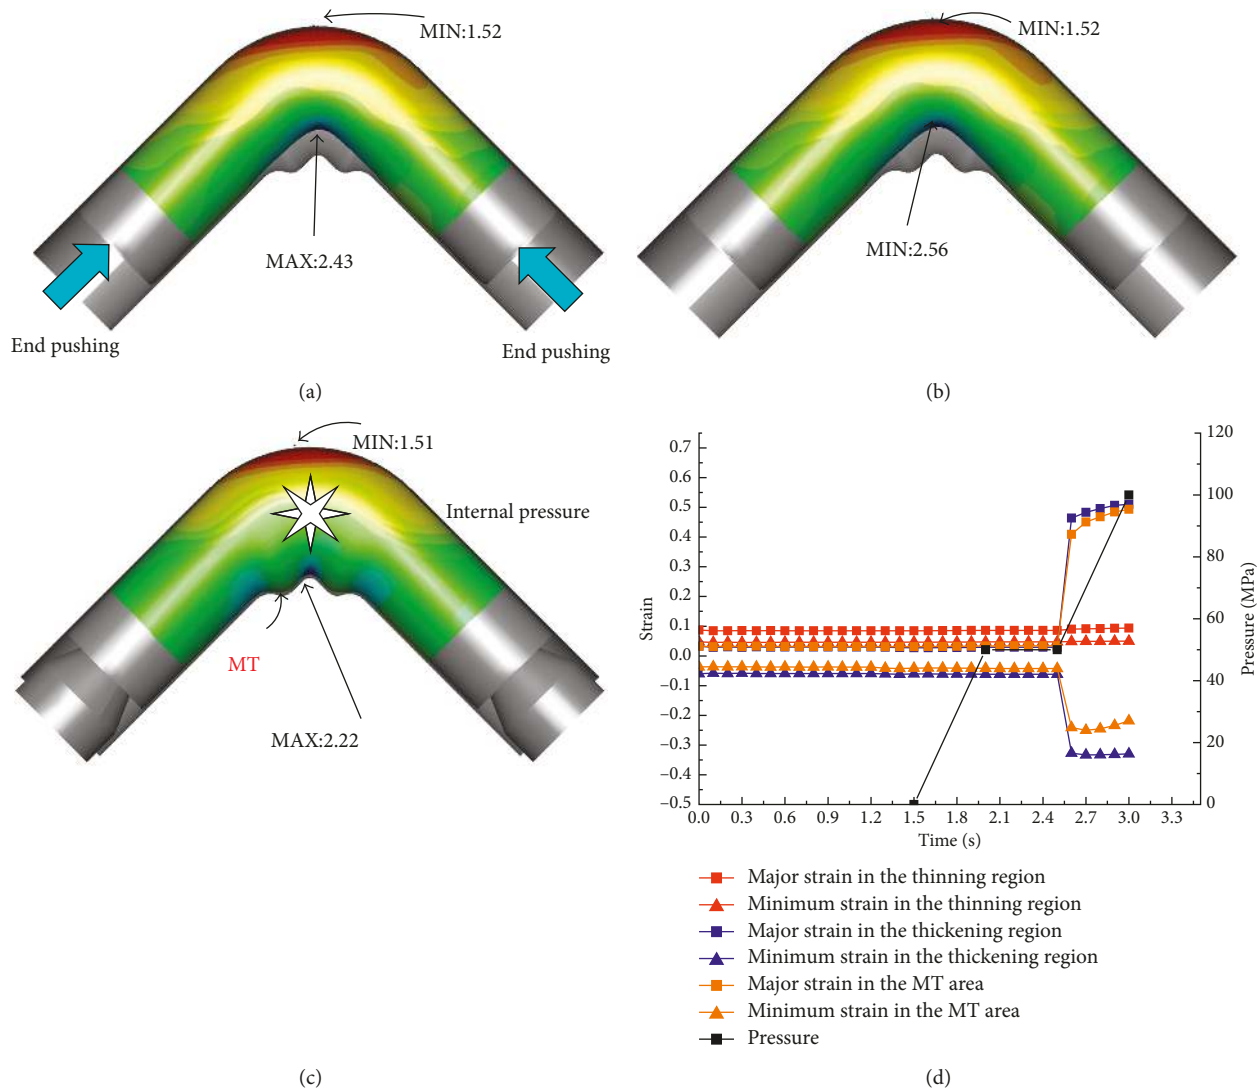 MIN:1.52
MAX:2.43
End pushing
End pushing
(a)
MIN:1.52
MIN:2.56
(b)
MIN:1.51
Internal pressure
MT
MAX:2.22
(c)
0.7
0.6
0.5
0.4
0.3
0.2
0.1
0.0
–0.1
–0.2
–0.3
–0.4
–0.5
Strain
120
100
80
60
40
20
0
Pressure (MPa)
0.0 0.3 0.6 0.9 1.2 1.5 1.8 2.1 2.4 2.7 3.0 3.3
Time (s)
Major strain in the thinning region
Minimum strain in the thinning region
Major strain in the thickening region
Minimum strain in the thickening region
Major strain in the MT area
Minimum strain in the MT area
Pressure
(d)